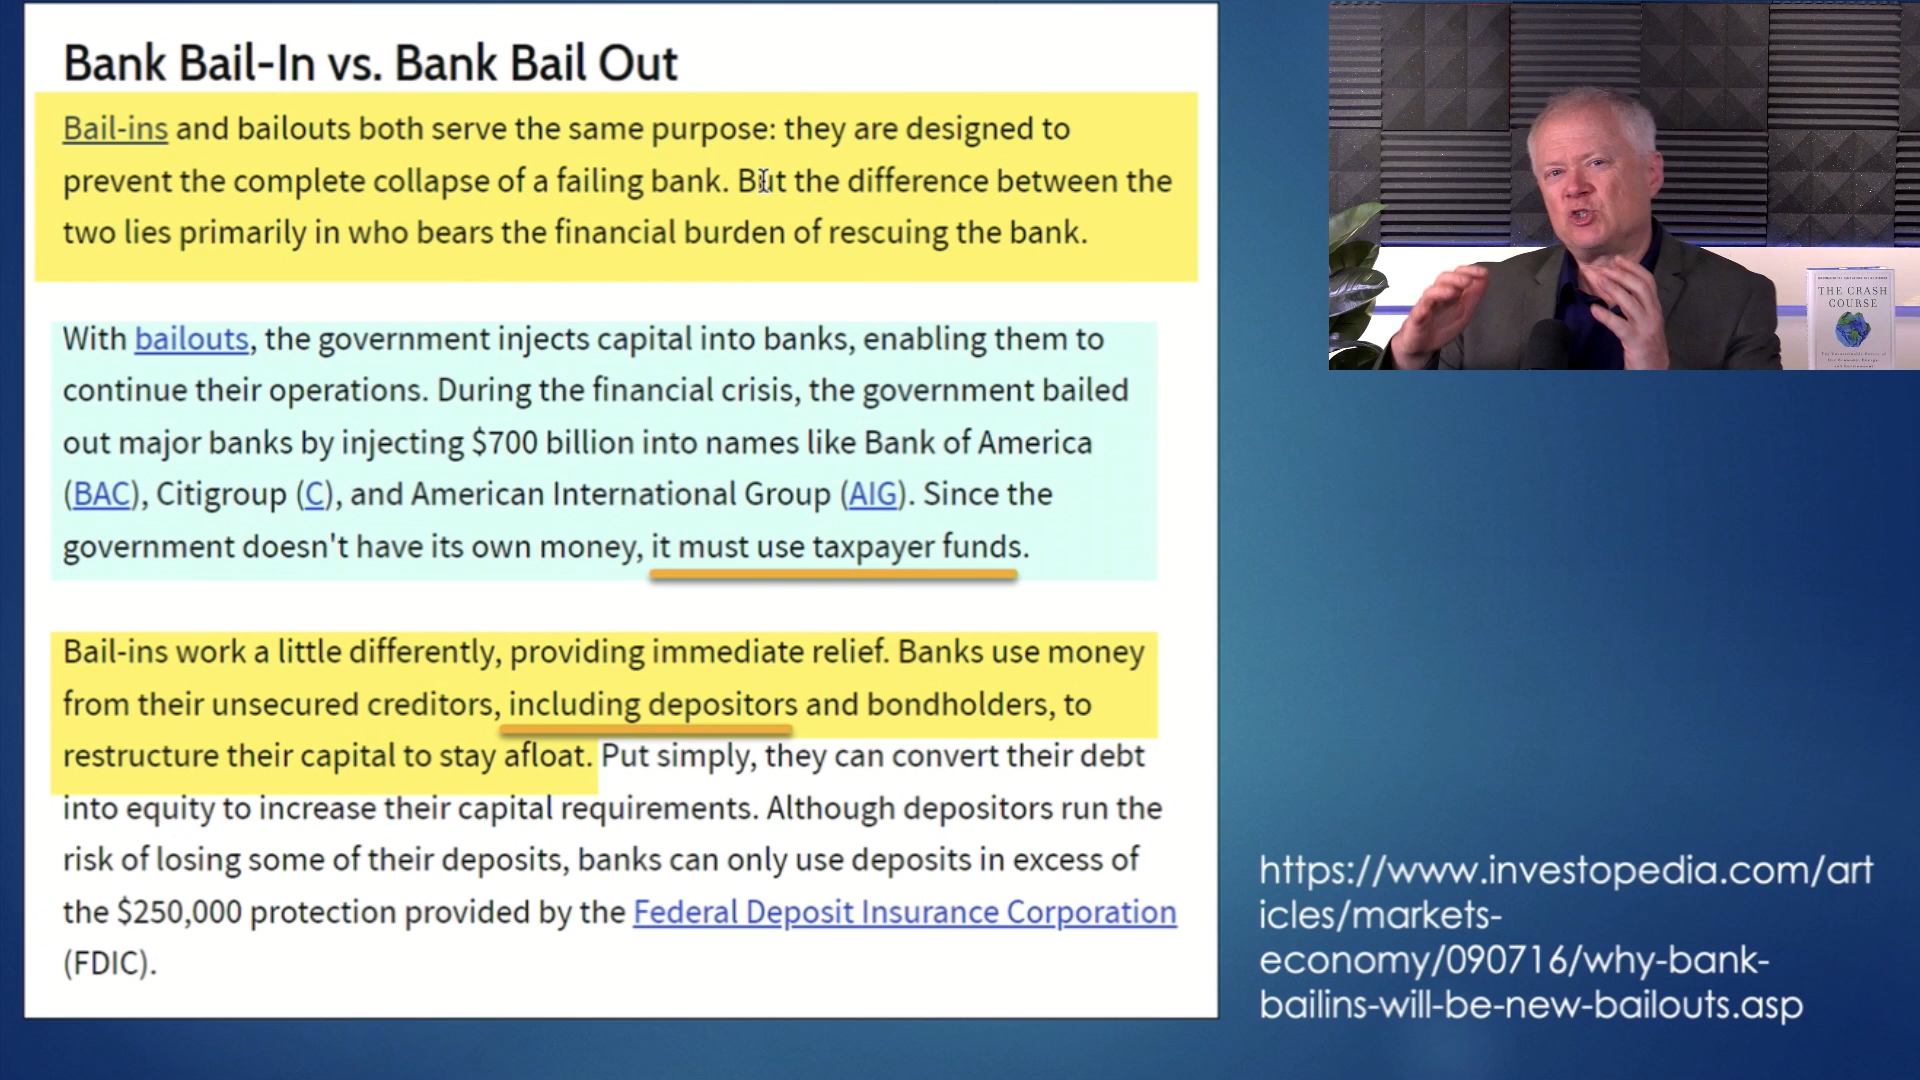 Bank Bail-In vs. Bank Bail Out
Bail-ins and bailouts both serve the same purpose: they are designed to
prevent the complete collapse of a failing bank. But the difference between the
two lies primarily in who bears the financial burden of rescuing the bank.
With bailouts, the government injects capital into banks, enabling them to
continue their operations. During the financial crisis, the government bailed
out major banks by injecting $700 billion into names like Bank of America
(BAC), Citigroup (C), and American International Group (AIG). Since the
government doesn't have its own money, it must use taxpayer funds.
Bail-ins work a little differently, providing immediate relief. Banks use money
from their unsecured creditors, including depositors and bondholders, to
restructure their capital to stay afloat. Put simply, they can convert their debt
into equity to increase their capital requirements. Although depositors run the
risk of losing some of their deposits, banks can only use deposits in excess of
the $250,000 protection provided by the Federal Deposit Insurance Corporation
(FDIC).
THE CRASH
COURSE
https://www.investopedia.com/art
icles/markets-
economy/090716/why-bank-
bailins-will-be-new-bailouts.asp